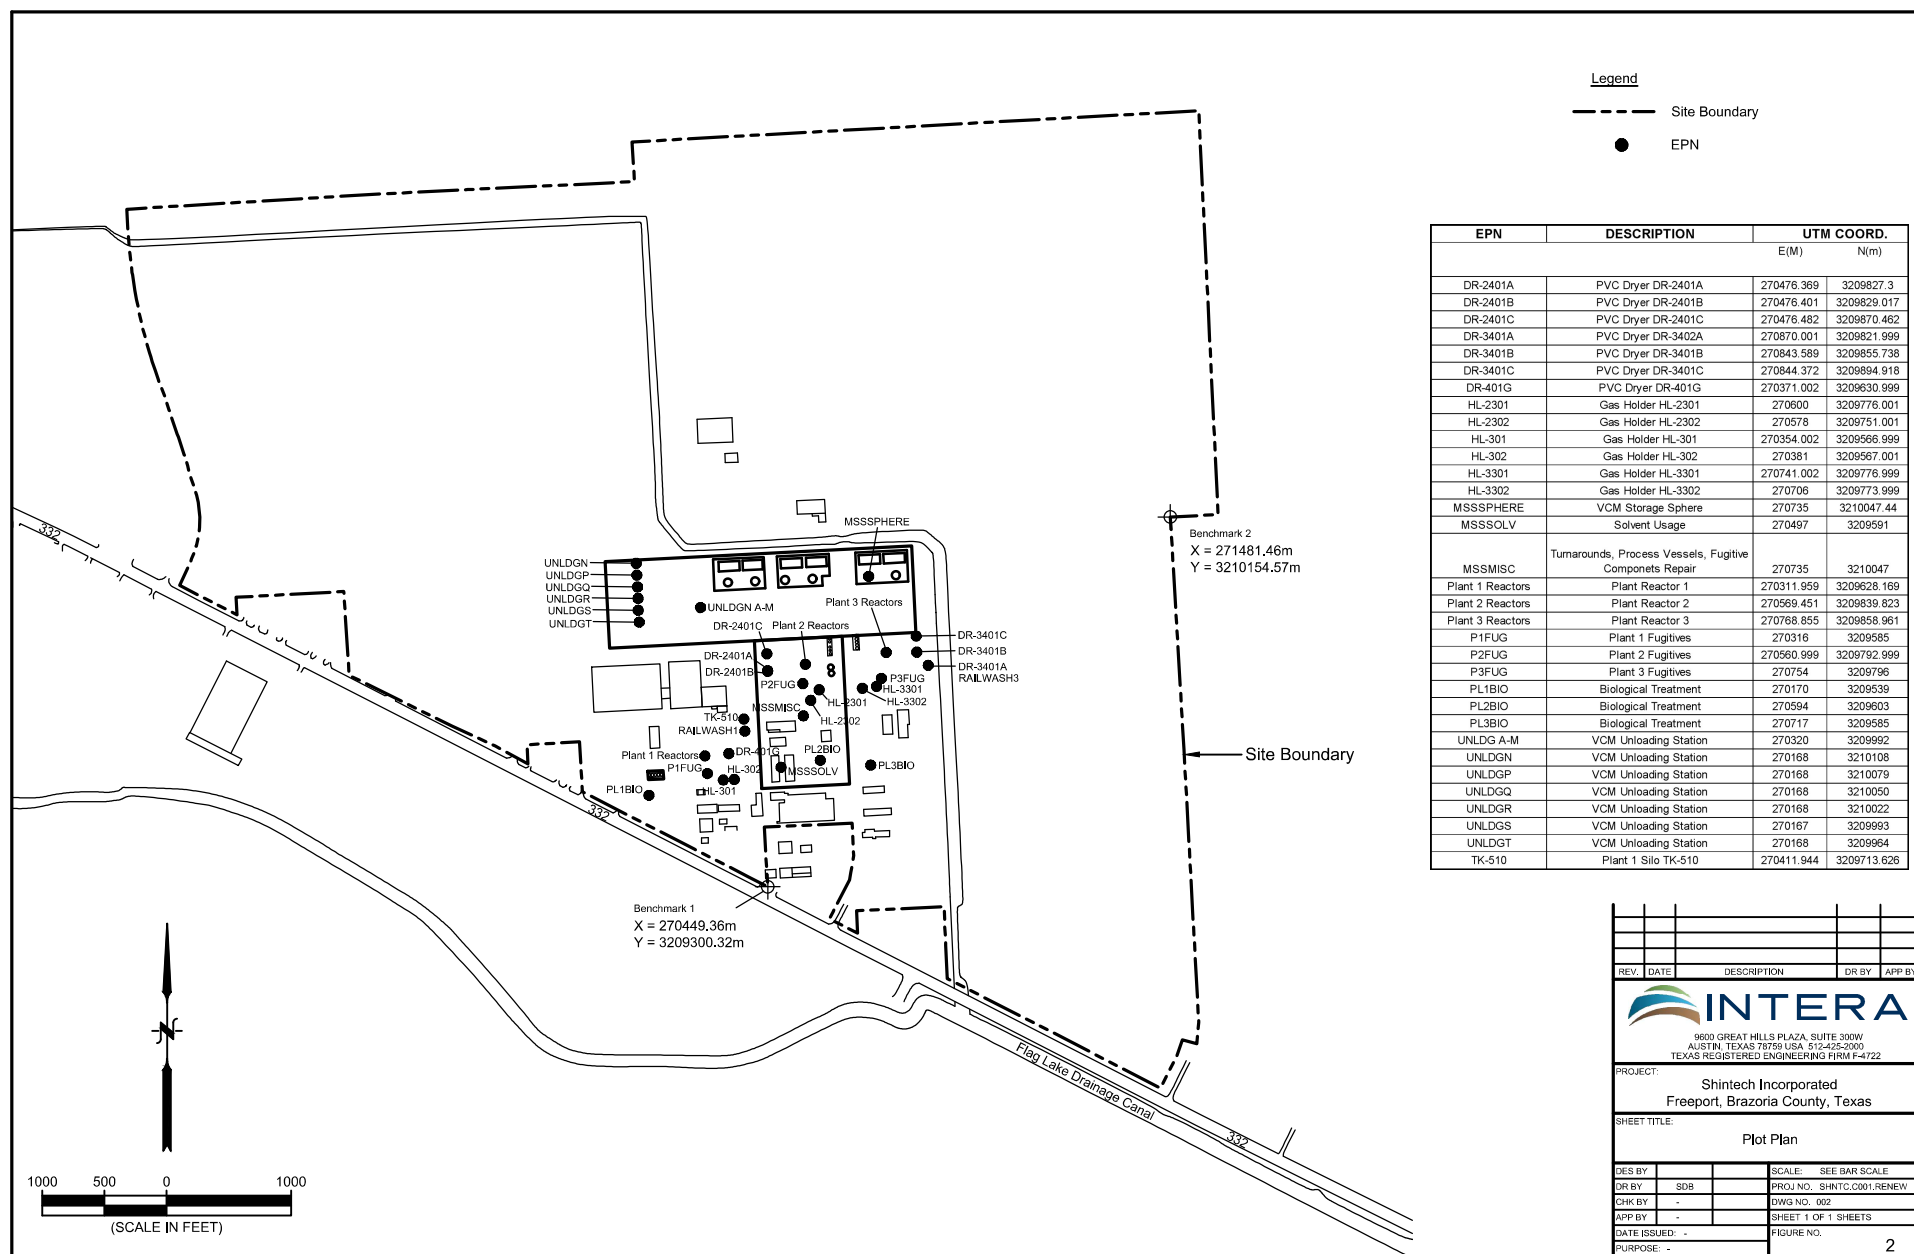 Legend
Site Boundary
EPN
EPN DESCRIPTION UTM COORD.
E(M) N(m)
DR-2401A PVC Dryer DR-2401A 270476.369 3209827.3
DR-2401B PVC Dryer DR-2401B 270476.401 3209829.017
DR-2401C PVC Dryer DR-2401C 270476.482 3209870.462
DR-3401A PVC Dryer DR-3402A 270870.001 3209821.999
DR-3401B PVC Dryer DR-3401B 270843.589 3209855.738
DR-3401C PVC Dryer DR-3401C 270844.372 3209894.918
DR-401G PVC Dryer DR-401G 270371.002 3209630.999
HL-2301 Gas Holder HL-2301 270600 3209776.001
HL-2302 Gas Holder HL-2302 270578 3209751.001
HL-301 Gas Holder HL-301 270354.002 3209566.999
HL-302 Gas Holder HL-302 270381 3209567.001
HL-3301 Gas Holder HL-3301 270741.002 3209776.999
HL-3302 Gas Holder HL-3302 270706 3209773.999
MSSSPHERE VCM Storage Sphere 270735 3210047.44
MSSSOLV Solvent Usage 270497 3209591
Turnarounds, Process Vessels, Fugitive
MSSMISC Componets Repair 270735 3210047
Plant 1 Reactors Plant Reactor 1 270311.959 3209628.169
Plant 2 Reactors Plant Reactor 2 270569.451 3209839.823
Plant 3 Reactors Plant Reactor 3 270768.855 3209858.961
P1FUG Plant 1 Fugitives 270316 3209585
P2FUG Plant 2 Fugitives 270560.999 3209792.999
P3FUG Plant 3 Fugitives 270754 3209796
PL1BIO Biological Treatment 270170 3209539
PL2BIO Biological Treatment 270594 3209603
PL3BIO Biological Treatment 270717 3209585
UNLDG A-M VCM Unloading Station 270320 3209992
UNLDGN VCM Unloading Station 270168 3210108
UNLDGP VCM Unloading Station 270168 3210079
UNLDGQ VCM Unloading Station 270168 3210050
UNLDGR VCM Unloading Station 270168 3210022
UNLDGS VCM Unloading Station 270167 3209993
UNLDGT VCM Unloading Station 270168 3209964
TK-510 Plant 1 Silo TK-510 270411.944 3209713.626
332
MSSSPHERE
Benchmark 2
X = 271481.46m
Y = 3210154.57m
UNLDGN
UNLDGP
UNLDGQ
UNLDGR
UNLDGS
UNLDGT
UNLDGN A-M
Plant 3 Reactors
DR-2401C
Plant 2 Reactors
DR-3401C
DR-3401B
DR-3401A
RAILWASH3
DR-2401A
DR-2401B
P2FUG
P3FUG
HL-3301
HL-3302
HL-2301
MSSMISC
HL-2302
TK-510
RAILWASH1
Plant 1 Reactors
DR-401G
PL2BIO
P1FUG
HL-302
MSSSOLV
PL3BIO
PL1BIO
HL-301
Site Boundary
332
Benchmark 1
X = 270449.36m
Y = 3209300.32m
Flag Lake Drainage Canal
332
N
1000 500 0 1000
(SCALE IN FEET)
REV. DATE DESCRIPTION DR BY APP BY
INTERA
9600 GREAT HILLS PLAZA, SUITE 300W
AUSTIN, TEXAS 78759 USA 512-425-2000
TEXAS REGISTERED ENGINEERING FIRM F-4722
PROJECT:
Shintech Incorporated
Freeport, Brazoria County, Texas
SHEET TITLE:
Plot Plan
DES BY SCALE: SEE BAR SCALE
DR BY SDB PROJ NO. SHNTC.C001.RENEW
CHK BY - DWG NO. 002
APP BY - SHEET 1 OF 1 SHEETS
DATE ISSUED: - FIGURE NO.
PURPOSE: - 2